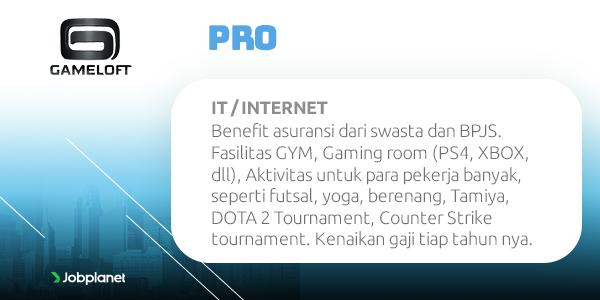 GAMELOFT
PRO
IT / INTERNET
Benefit asuransi dari swasta dan BPJS.
Fasilitas GYM, Gaming room (PS4, XBOX,
dll), Aktivitas untuk para pekerja banyak,
seperti futsal, yoga, berenang, Tamiya,
DOTA 2 Tournament, Counter Strike
tournament. Kenaikan gaji tiap tahun nya.
Jobplanet